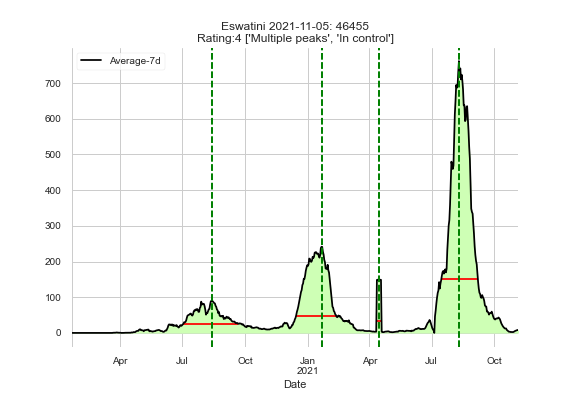 Eswatini 2021-11-05: 46455
Rating:4 ['Multiple peaks', 'In control']
Average-7d
700
600
500
400
300
200
100
0
Apr Jul Oct Jan Apr Jul Oct
2021
Date